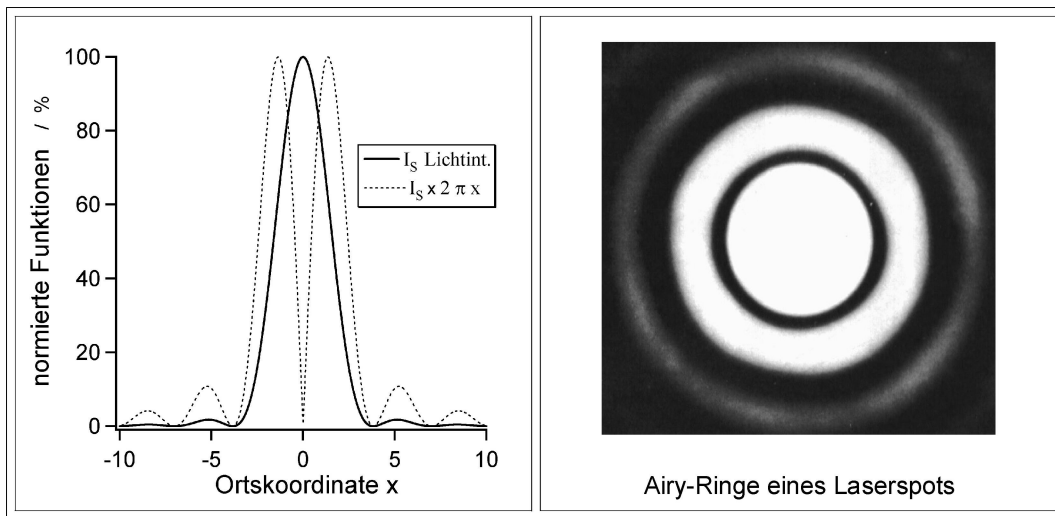 normierte Funktionen / %
100
80
60
40
20
0
I_S Lichtint.
I_S x 2 π x
-10
-5
0
5
10
Ortskoordinate x
Airy-Ringe eines Laserspots